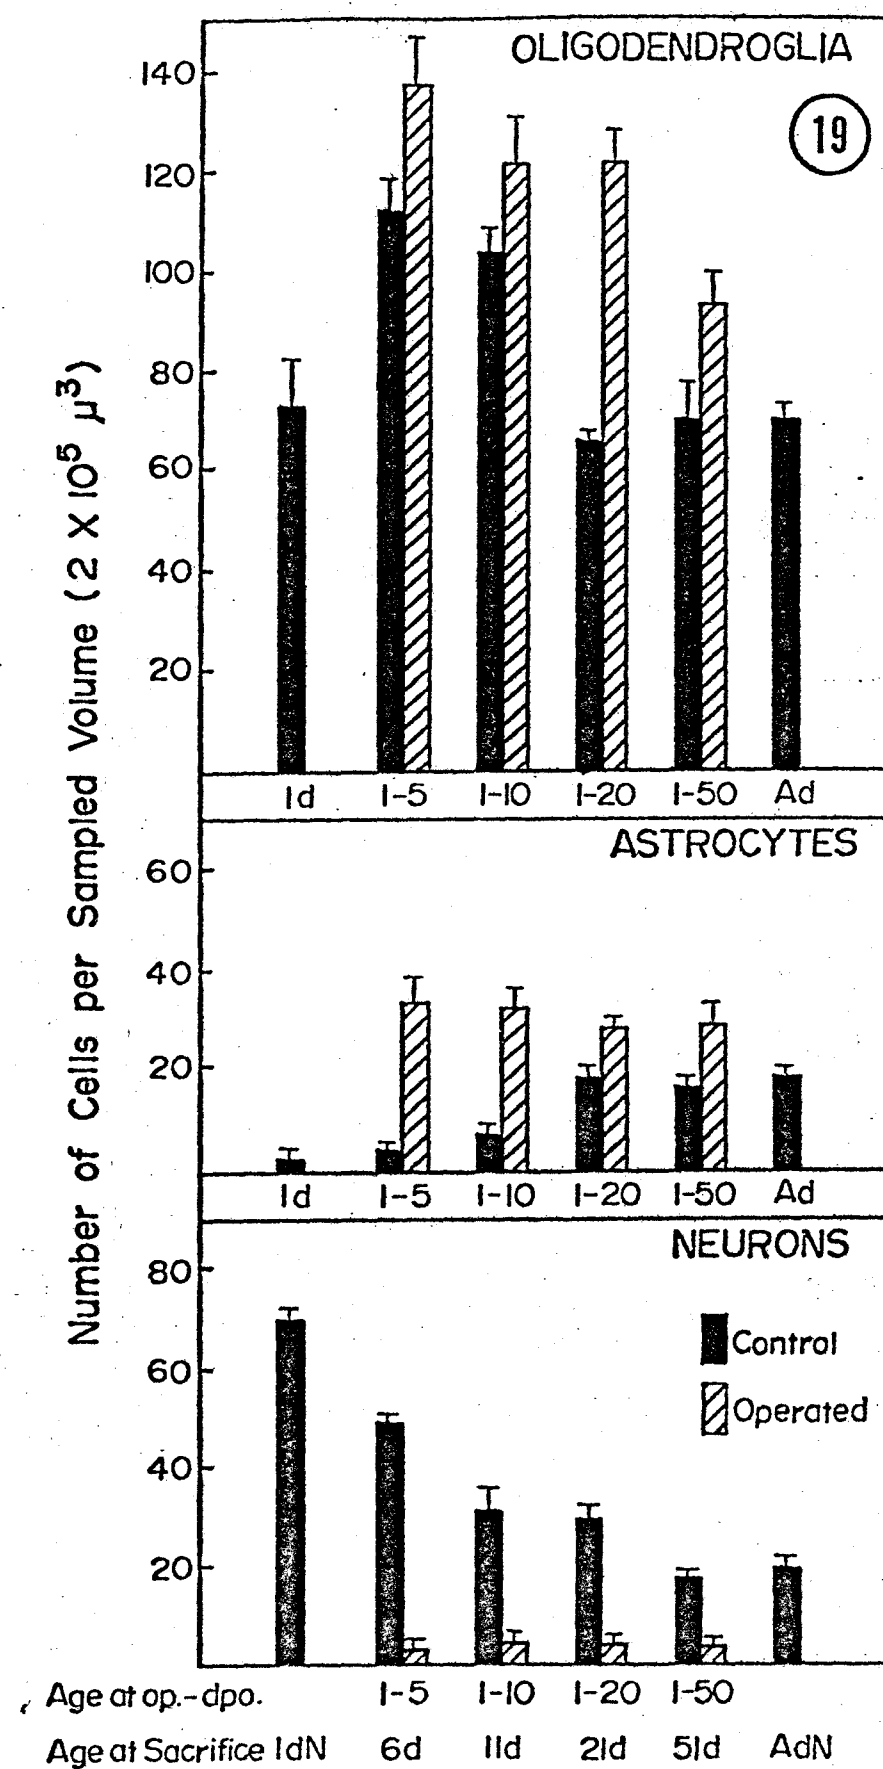 OLIGODENDROGLIA
19
140
120
100
80
60
40
20
1d 1-5 1-10 1-20 1-50 Ad
ASTROCYTES
60
40
20
1d 1-5 1-10 1-20 1-50 Ad
NEURONS
80
60
40
20
Control
Operated
Number of Cells per Sampled Volume (2 X 10⁵ μ³)
Age at op.-dpo. 1-5 1-10 1-20 1-50
Age at Sacrifice 1dN 6d 11d 21d 51d AdN